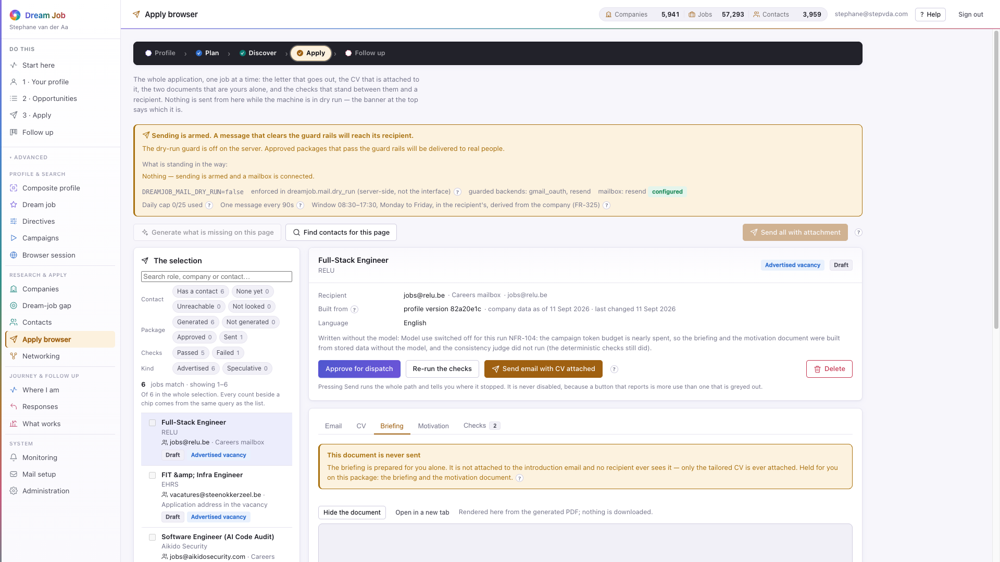 Dream Job
Stephane van der Aa
DO THIS
Start here
1 · Your profile
2 · Opportunities
3 · Apply
Follow up
ADVANCED
PROFILE & SEARCH
Composite profile
Dream job
Directives
Campaigns
Browser session
RESEARCH & APPLY
Companies
Dream-job gap
Contacts
Apply browser
Networking
JOURNEY & FOLLOW UP
Where I am
Responses
What works
SYSTEM
Monitoring
Mail setup
Administration
Apply browser
Companies 5,941 Jobs 57,293 Contacts 3,959
stephane@stepvda.com
? Help
Sign out
Profile › Plan › Discover › Apply › Follow up
The whole application, one job at a time: the letter that goes out, the CV that is attached to
it, the two documents that are yours alone, and the checks that stand between them and a
recipient. Nothing is sent from here while the machine is in dry run — the banner at the top
says which it is.
Sending is armed. A message that clears the guard rails will reach its recipient.
The dry-run guard is off on the server. Approved packages that pass the guard rails will be delivered to real people.
What is standing in the way:
Nothing — sending is armed and a mailbox is connected.
DREAMJOB_MAIL_DRY_RUN=false enforced in dreamjob.mail.dry_run (server-side, not the interface) ? guarded backends: gmail_oauth, resend mailbox: resend configured
Daily cap 0/25 used ? One message every 90s ? Window 08:30–17:30, Monday to Friday, in the recipient's, derived from the company (FR-325) ?
Generate what is missing on this page
Find contacts for this page
Send all with attachment ?
The selection
Search role, company or contact…
Contact
Has a contact 6 None yet 0
Unreachable 0 Not looked 0
Package
Generated 6 Not generated 0
Approved 0 Sent 1
Checks
Passed 5 Failed 1
Kind
Advertised 6 Speculative 0
6 jobs match · showing 1–6
Of 6 in the whole selection. Every count beside a
chip comes from the same query as the list.
Full-Stack Engineer
RELU
jobs@relu.be · Careers mailbox
Draft Advertised vacancy
FIT &amp; Infra Engineer
EHRS
vacatures@steenokkerzeel.be ·
Application address in the vacancy
Draft Advertised vacancy
Software Engineer (AI Code Audit)
Aikido Security
jobs@aikidosecurity.com · Careers
Full-Stack Engineer
RELU
Advertised vacancy Draft
Recipient jobs@relu.be · Careers mailbox · jobs@relu.be
Built from ? profile version 82a20e1c · company data as of 11 Sept 2026 · last changed 11 Sept 2026
Language English
Written without the model: Model use switched off for this run NFR-104: the campaign token budget is nearly spent, so the briefing and the motivation document were built
from stored data without the model, and the consistency judge did not run (the deterministic checks still did).
Approve for dispatch
Re-run the checks
Send email with CV attached ?
Delete
Pressing Send runs the whole path and tells you where it stopped. It is never disabled, because a button that reports is more use than one that is greyed out.
Email CV Briefing Motivation Checks 2
This document is never sent
The briefing is prepared for you alone. It is not attached to the introduction email and no recipient ever sees it — only the tailored CV is ever attached. Held for you
on this package: the briefing and the motivation document. ?
Hide the document
Open in a new tab
Rendered here from the generated PDF; nothing is downloaded.